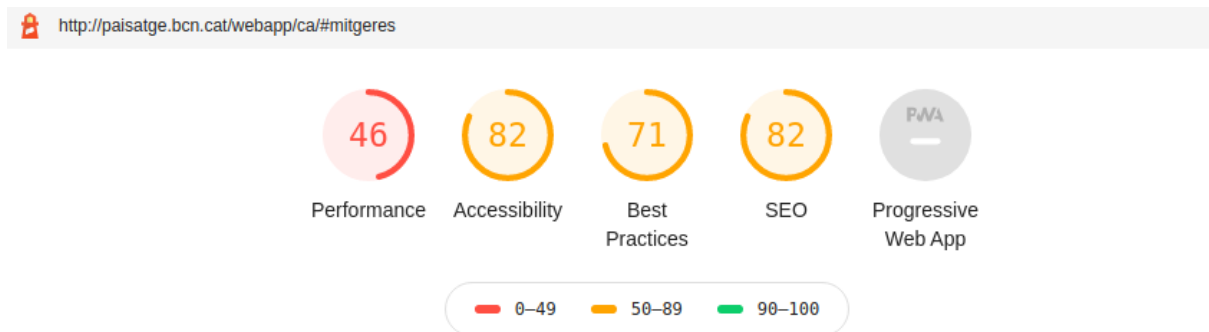 http://paisatge.bcn.cat/webapp/ca/#mitgeres
46 82 71 82 PWA
Performance Accessibility Best Practices SEO Progressive Web App
0–49 50–89 90–100